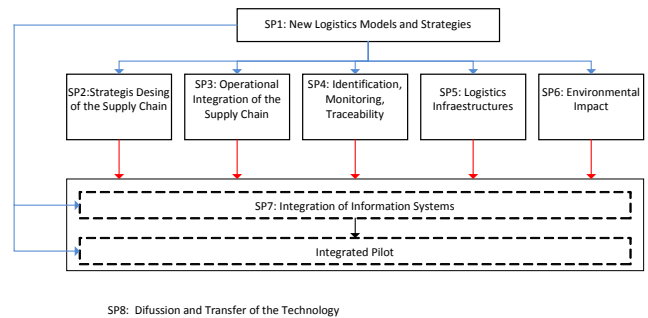 SP1: New Logistics Models and Strategies
SP2:Strategis Desing
of the Supply Chain
SP3: Operational
Integration of the
Supply Chain
SP4: Identification,
Monitoring,
Traceability
SP5: Logistics
Infraestructures
SP6: Environmental
Impact
SP7: Integration of Information Systems
Integrated Pilot
SP8: Difussion and Transfer of the Technology